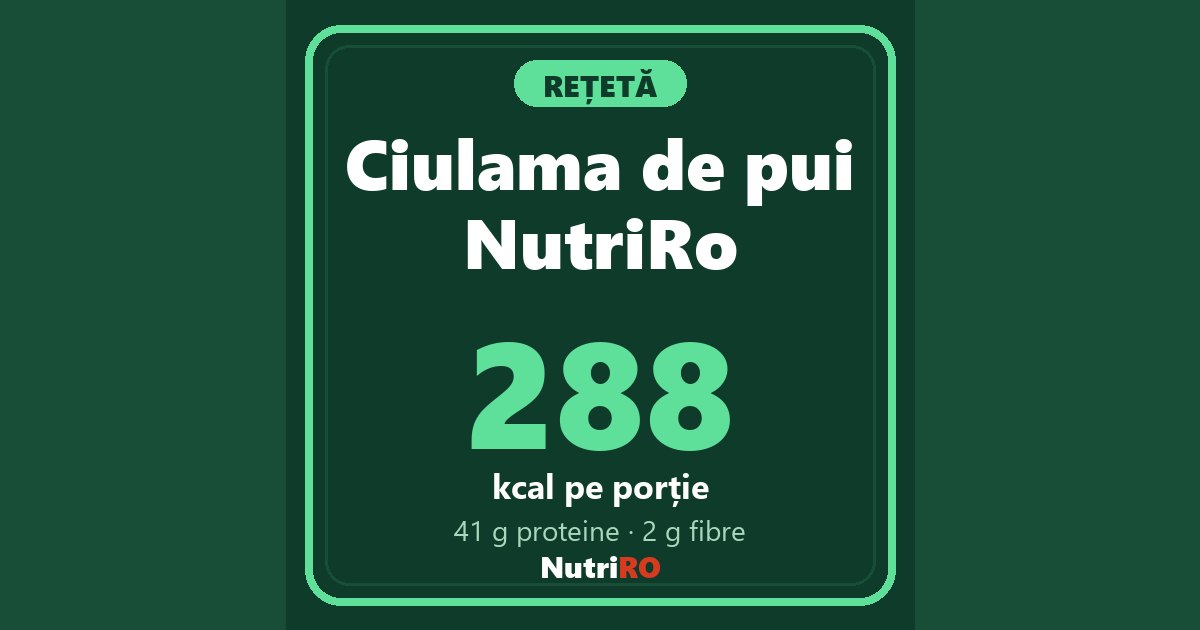 REȚETĂ
Ciulama de pui
NutriRo
288
kcal pe porție
41 g proteine · 2 g fibre
NutriRO